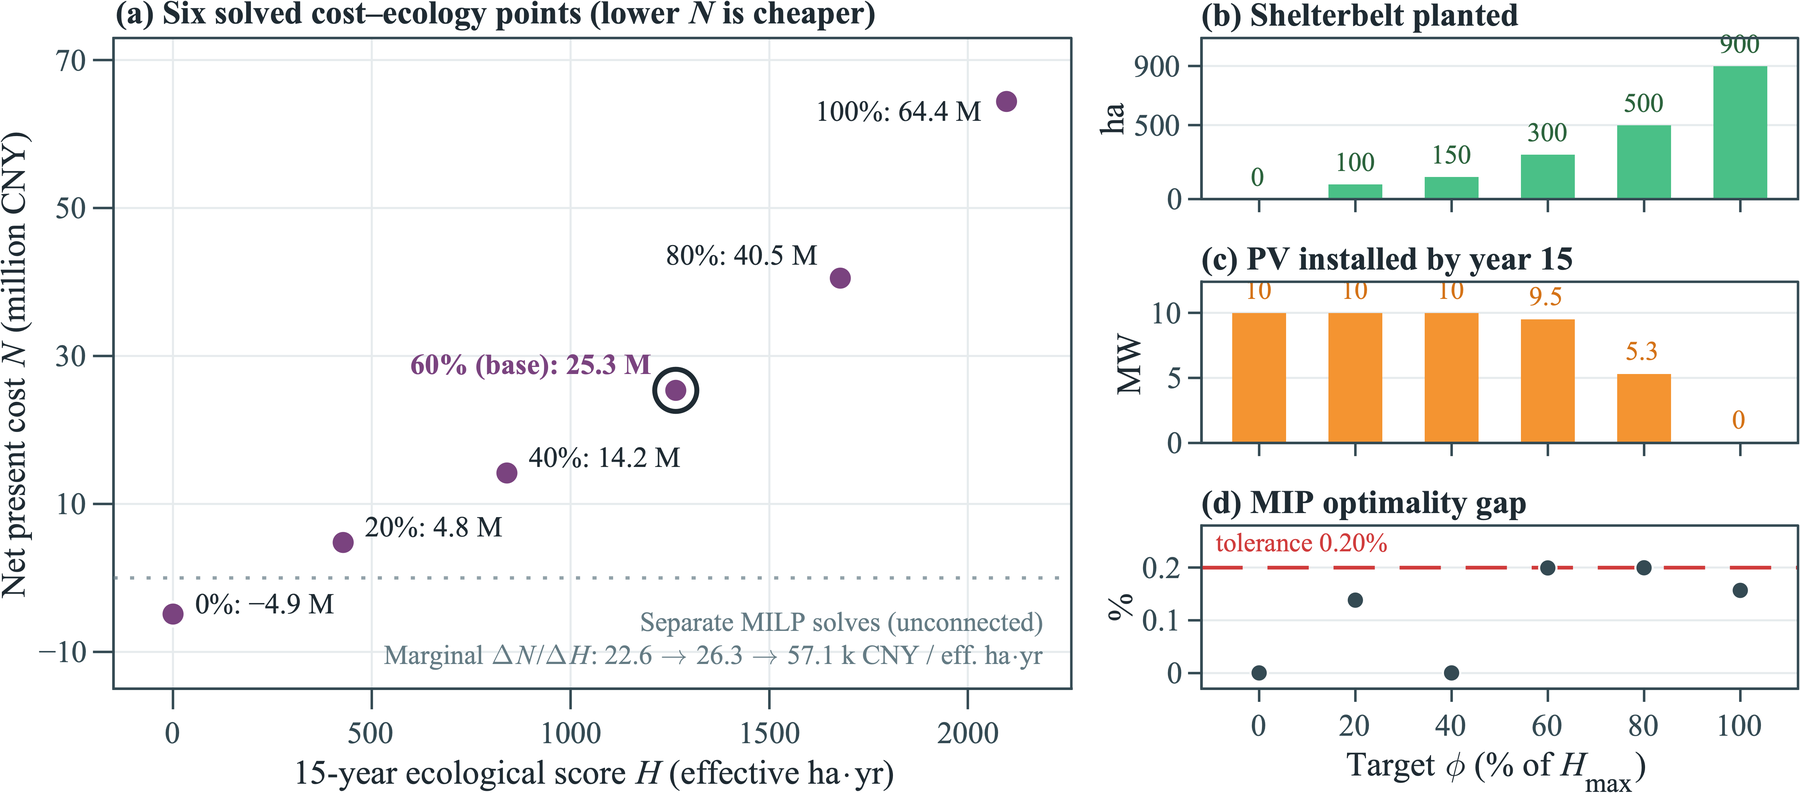 (a) Six solved cost–ecology points (lower N is cheaper)
Net present cost N (million CNY)
70
50
30
10
−10
100%: 64.4 M
80%: 40.5 M
60% (base): 25.3 M
40%: 14.2 M
20%: 4.8 M
0%: −4.9 M
Separate MILP solves (unconnected)
Marginal ΔN/ΔH: 22.6 → 26.3 → 57.1 k CNY / eff. ha·yr
0
500
1000
1500
2000
15-year ecological score H (effective ha·yr)
(b) Shelterbelt planted
ha
900
500
0
0
100
150
300
500
900
(c) PV installed by year 15
MW
10
5
0
10
10
10
9.5
5.3
0
(d) MIP optimality gap
%
tolerance 0.20%
0.2
0.1
0
0
20
40
60
80
100
Target ϕ (% of Hmax)